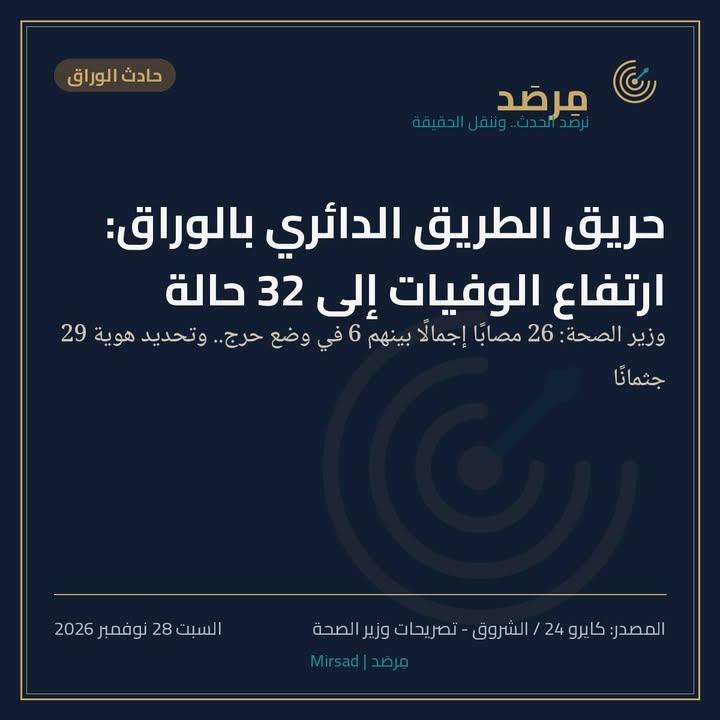 حادث الوراق
مِرصَد
نرصد الحدث.. وننقل الحقيقة
حريق الطريق الدائري بالوراق:
ارتفاع الوفيات إلى 32 حالة
وزير الصحة: 26 مصابًا إجمالًا بينهم 6 في وضع حرج.. وتحديد هوية 29
جثمانًا
المصدر: كايرو 24 / الشروق - تصريحات وزير الصحة
السبت 28 نوفمبر 2026
مِرصَد | Mirsad